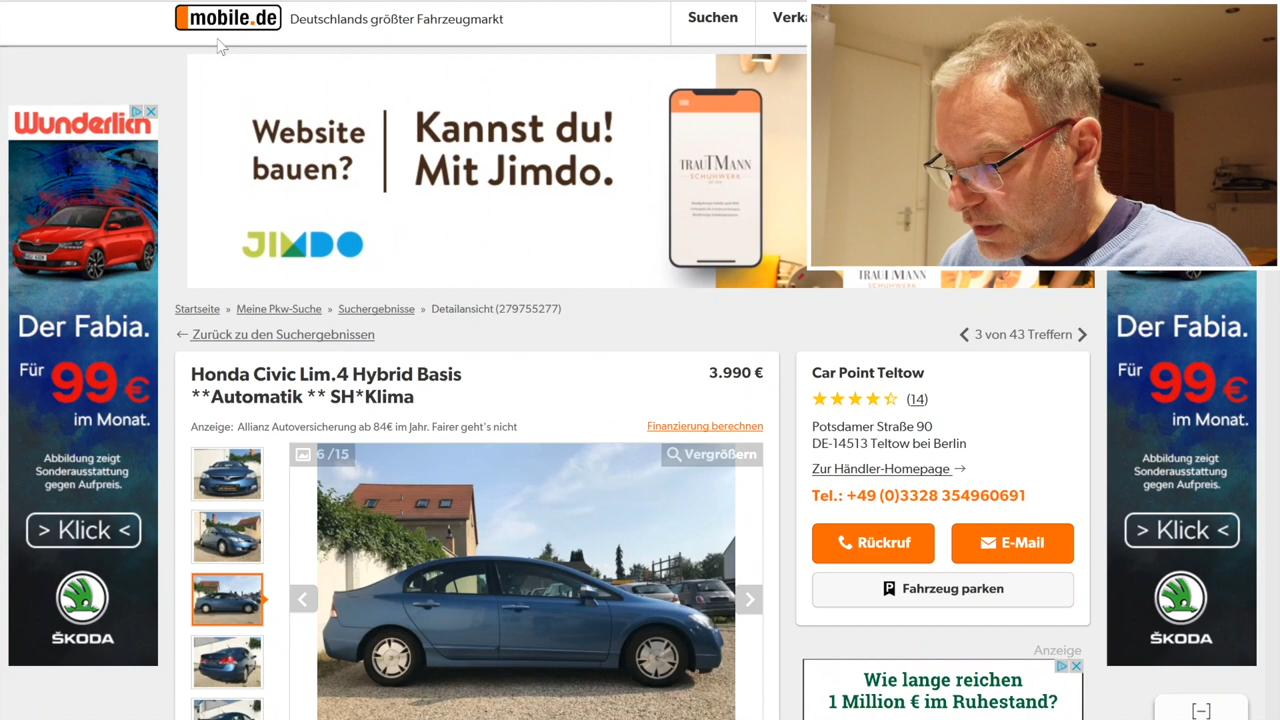 mobile.de
Deutschlands größter Fahrzeugmarkt
Suchen
Verka
Wunderlich
Der Fabia.
Für
99 €
im Monat.
Abbildung zeigt
Sonderausstattung
gegen Aufpreis.
> Klick <
ŠKODA
Website
bauen?
Kannst du!
Mit Jimdo.
JIMDO
TRAUTMANN
SCHUHWERK
TRAUTMANN
Startseite » Meine Pkw-Suche » Suchergebnisse » Detailansicht (279755277)
← Zurück zu den Suchergebnissen
3 von 43 Treffern
Honda Civic Lim.4 Hybrid Basis
**Automatik ** SH*Klima
3.990 €
Anzeige: Allianz Autoversicherung ab 84€ im Jahr. Fairer geht's nicht
Finanzierung berechnen
6 /15
Vergrößern
Car Point Teltow
(14)
Potsdamer Straße 90
DE-14513 Teltow bei Berlin
Zur Händler-Homepage →
Tel.: +49 (0)3328 354960691
Rückruf
E-Mail
Fahrzeug parken
Anzeige
Wie lange reichen
1 Million € im Ruhestand?
Der Fabia.
Für
99 €
im Monat.
Abbildung zeigt
Sonderausstattung
gegen Aufpreis.
> Klick <
ŠKODA
[–]